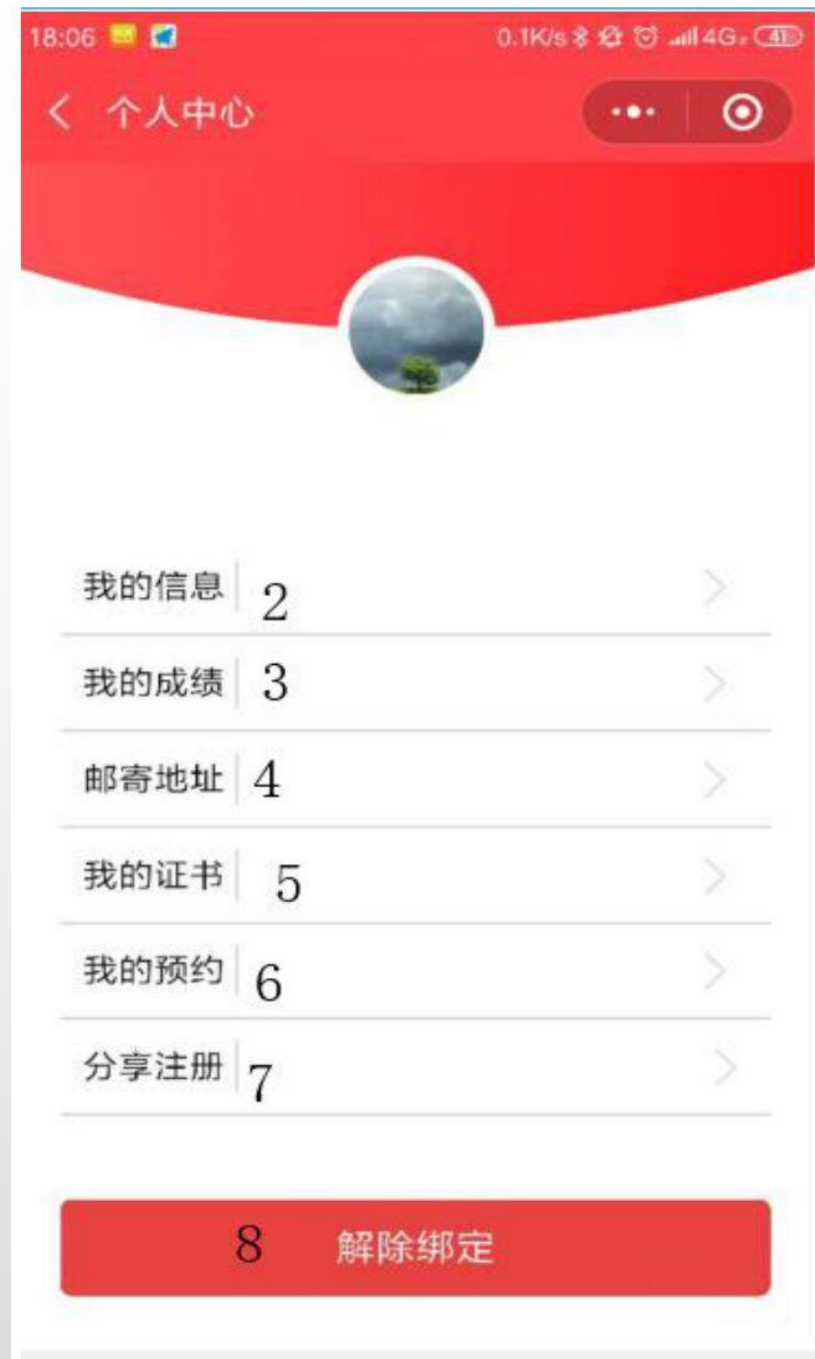 18:06 0.1K/s 4G 41
个人中心
我的信息 2
我的成绩 3
邮寄地址 4
我的证书 5
我的预约 6
分享注册 7
8 解除绑定